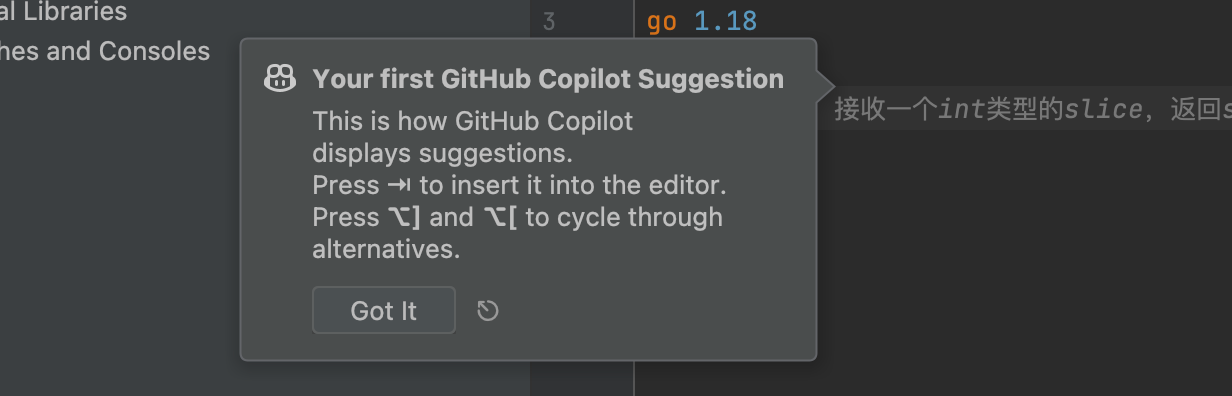 al Libraries
hes and Consoles
3
go 1.18
Your first GitHub Copilot Suggestion
This is how GitHub Copilot
displays suggestions.
Press ⇥ to insert it into the editor.
Press ⌥] and ⌥[ to cycle through
alternatives.
Got It
接收一个int类型的slice，返回s